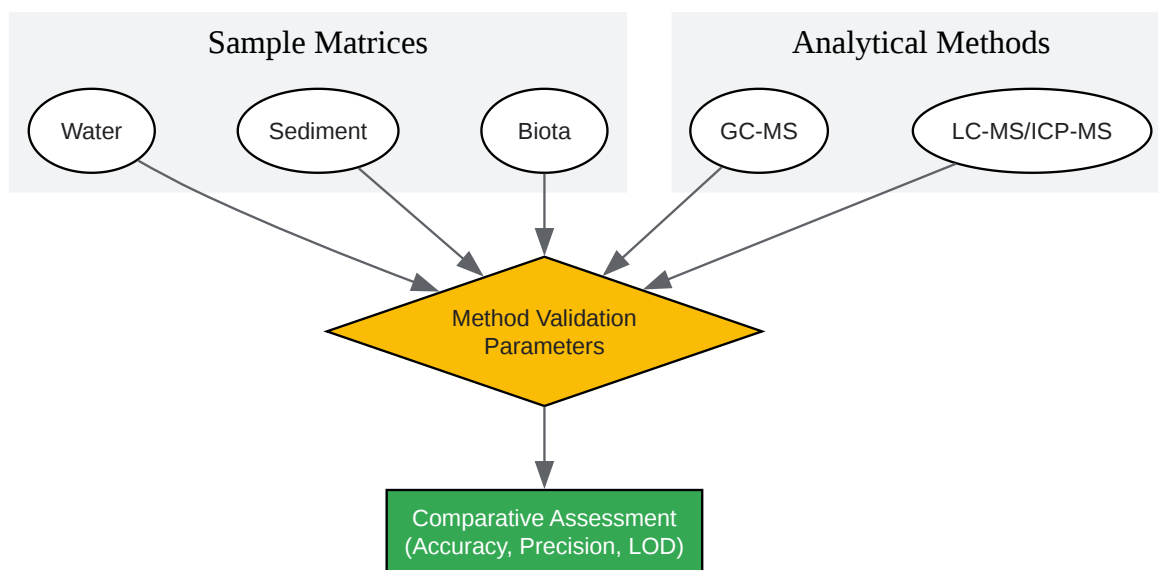 Sample Matrices
Analytical Methods
Water
Sediment
Biota
GC-MS
LC-MS/ICP-MS
Method Validation
Parameters
Comparative Assessment
(Accuracy, Precision, LOD)